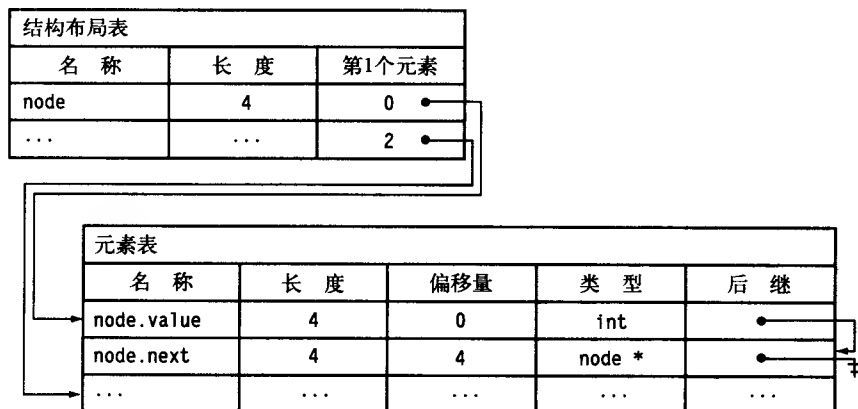 结构布局表
名 称 长 度 第1个元素
node 4 0
... ... 2
元素表
名 称 长 度 偏移量 类 型 后 继
node.value 4 0 int
node.next 4 4 node *
... ... ... ... ...